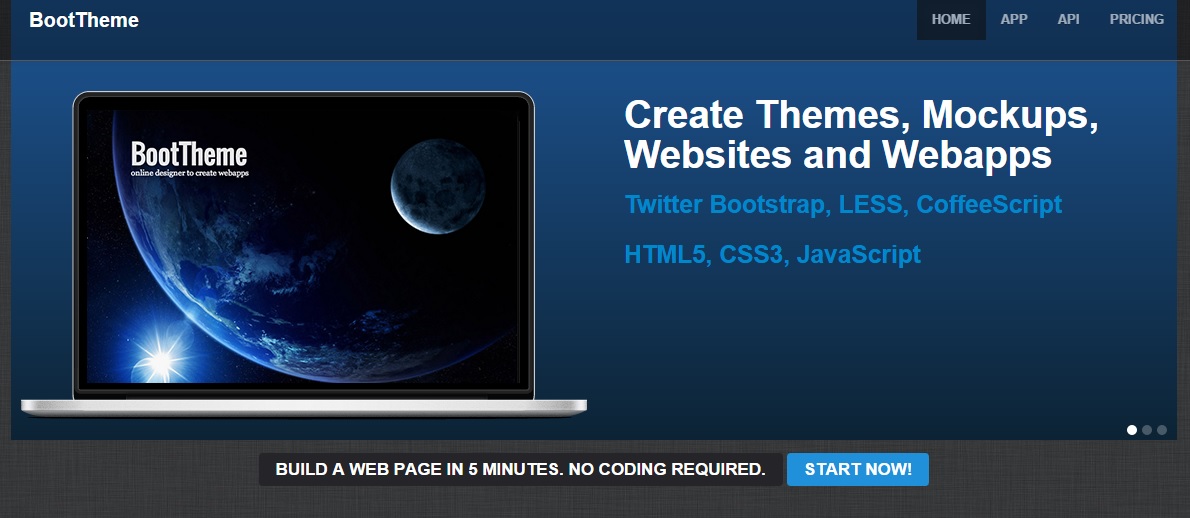 BootTheme
HOME APP API PRICING
BootTheme
online designer to create webapps
Create Themes, Mockups,
Websites and Webapps
Twitter Bootstrap, LESS, CoffeeScript
HTML5, CSS3, JavaScript
BUILD A WEB PAGE IN 5 MINUTES. NO CODING REQUIRED. START NOW!